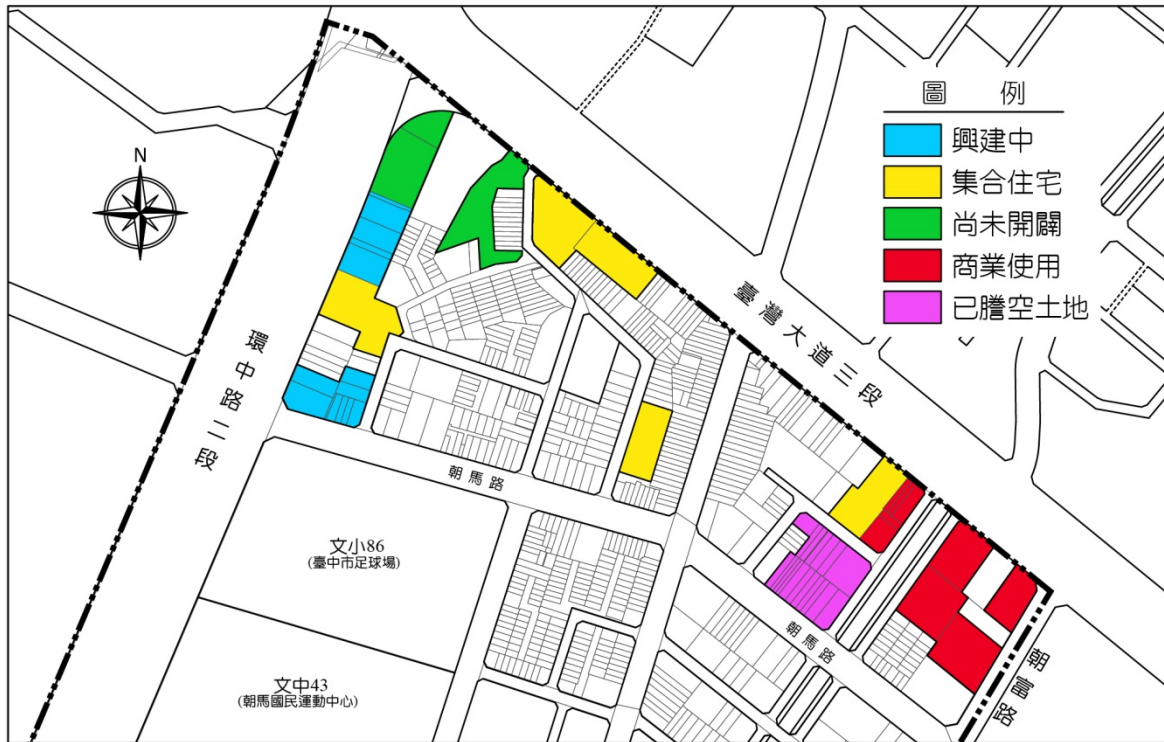 圖 例
興建中
集合住宅
尚未開闢
商業使用
已騰空土地
N
臺灣大道三段
環中路二段
朝馬路
文小86
(臺中市足球場)
朝馬路
文中43
(朝馬國民運動中心)
朝富路